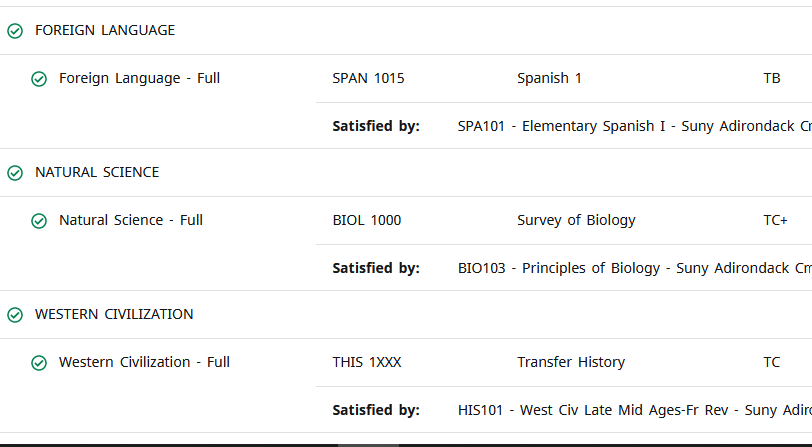 FOREIGN LANGUAGE
Foreign Language - Full SPAN 1015 Spanish 1 TB
Satisfied by: SPA101 - Elementary Spanish I - Suny Adirondack
NATURAL SCIENCE
Natural Science - Full BIOL 1000 Survey of Biology TC+
Satisfied by: BIO103 - Principles of Biology - Suny Adirondack
WESTERN CIVILIZATION
Western Civilization - Full THIS 1XXX Transfer History TC
Satisfied by: HIS101 - West Civ Late Mid Ages-Fr Rev - Suny